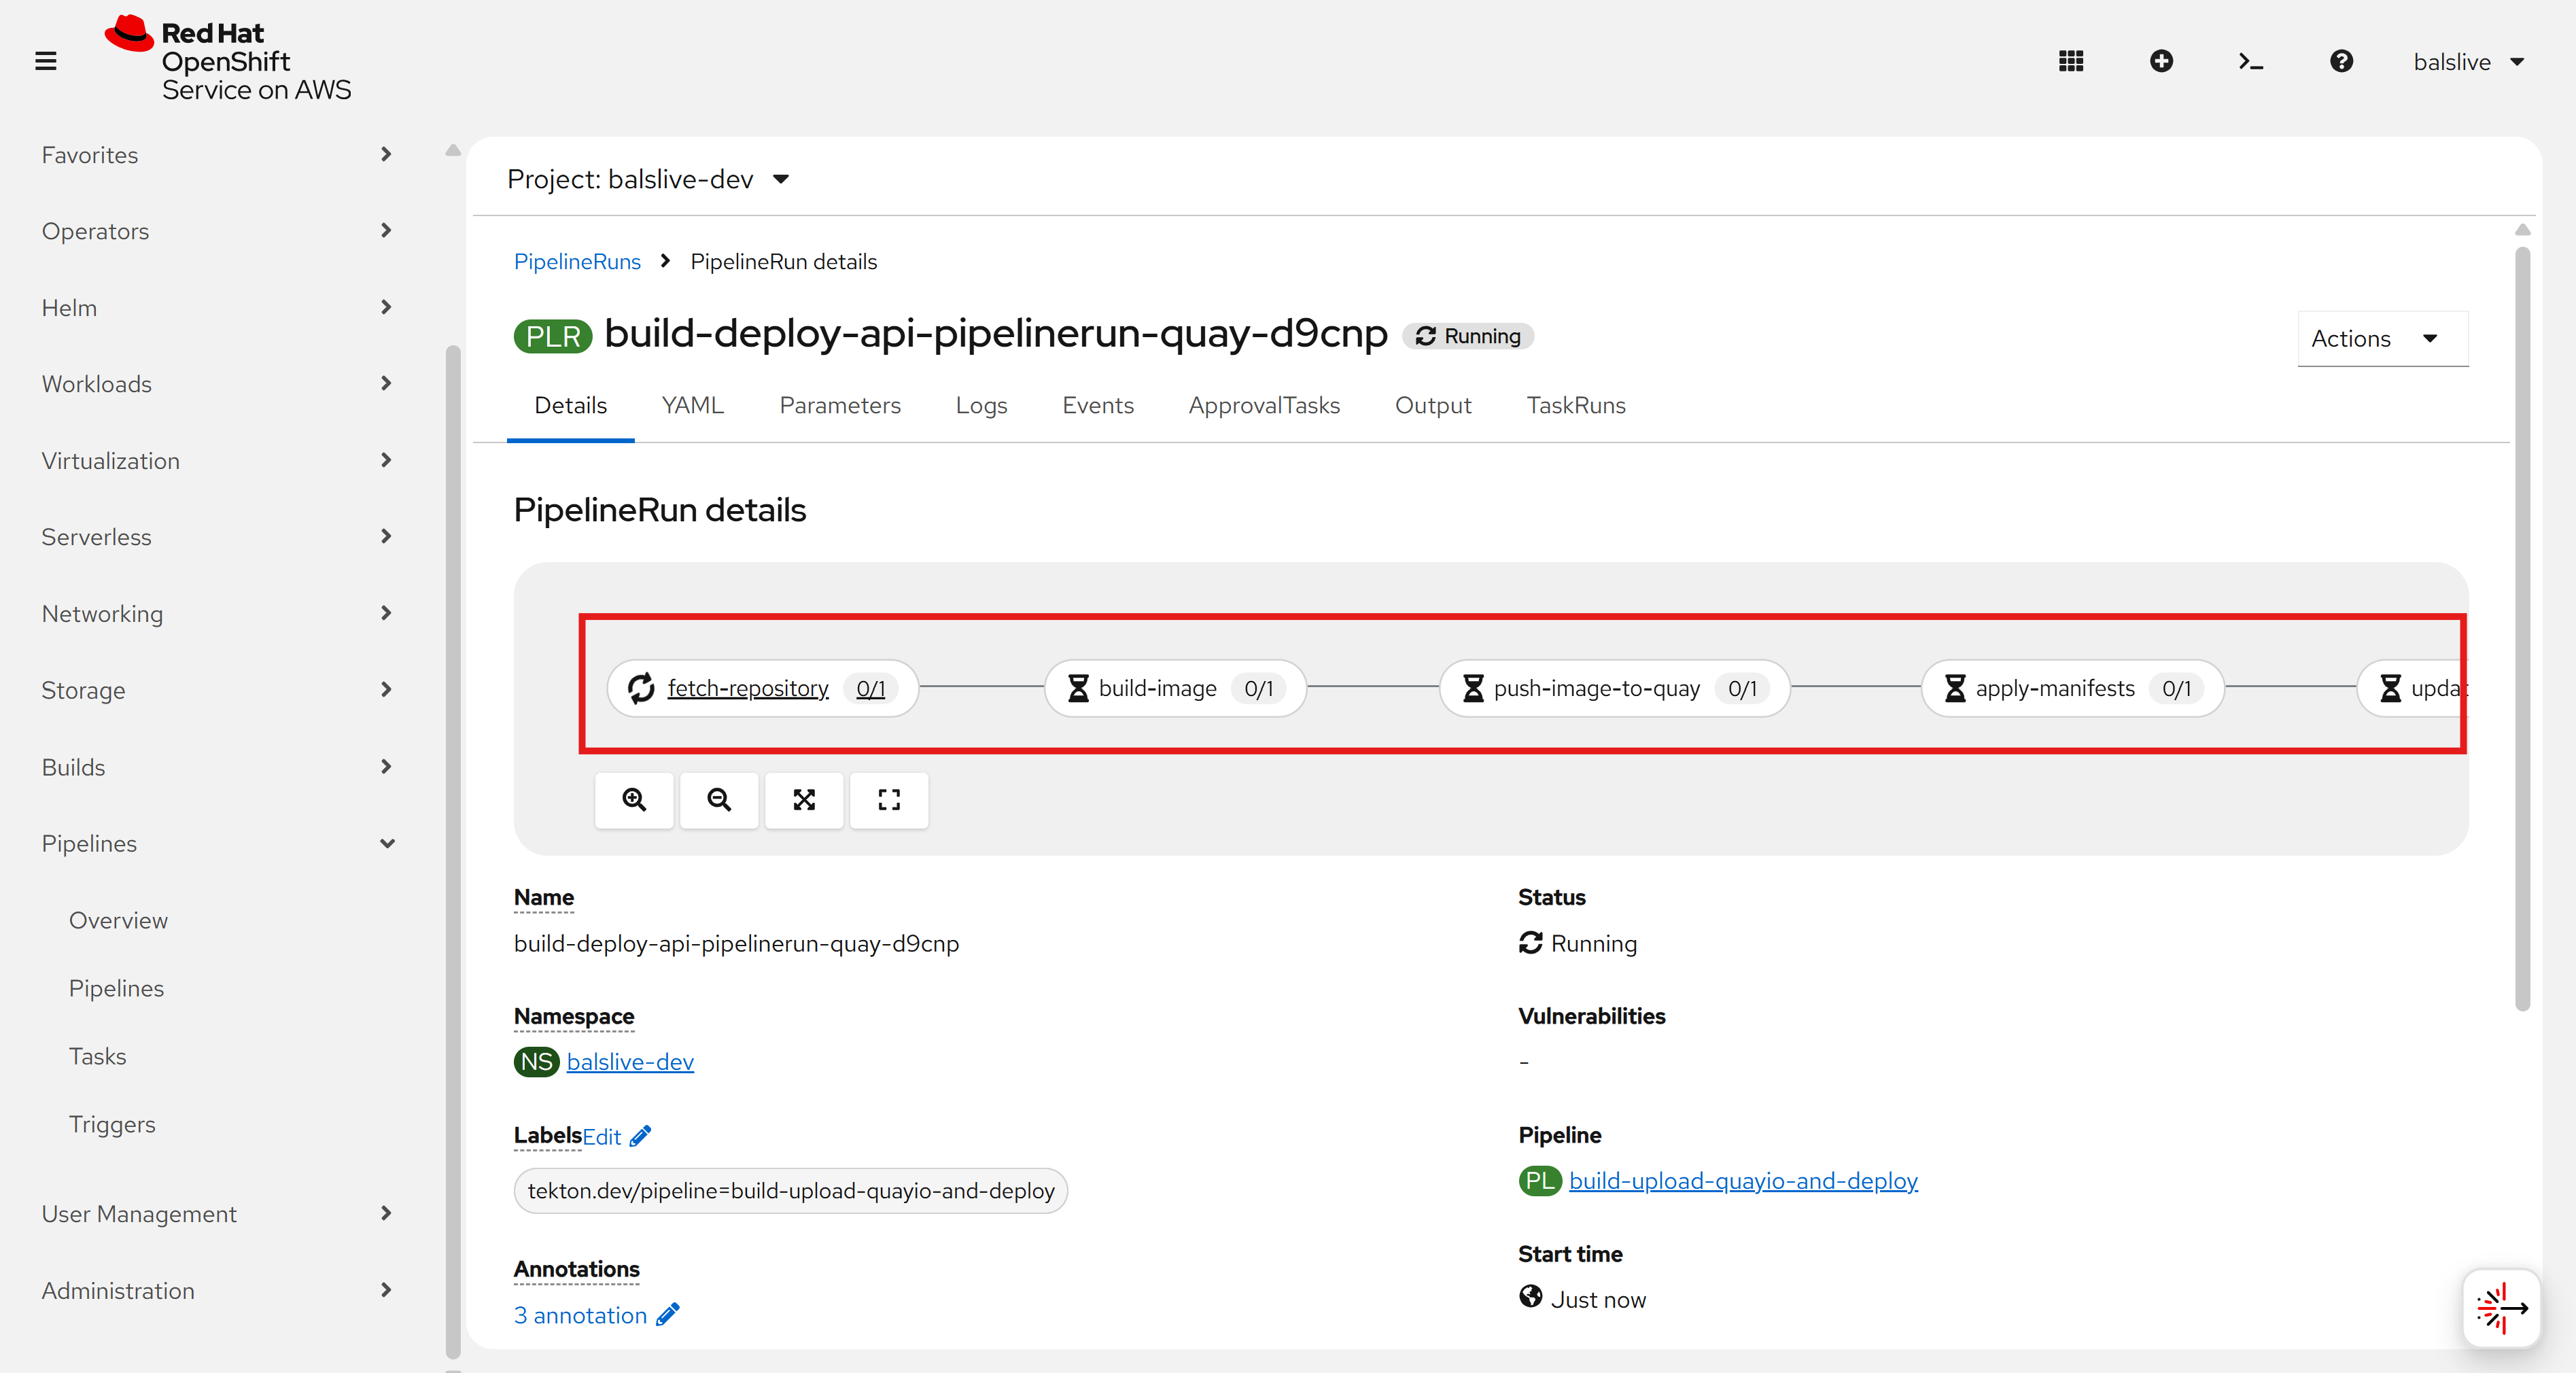 Red Hat
OpenShift
Service on AWS
balslive
Favorites
Operators
Helm
Workloads
Virtualization
Serverless
Networking
Storage
Builds
Pipelines
Overview
Pipelines
Tasks
Triggers
User Management
Administration
Project: balslive-dev
PipelineRuns PipelineRun details
PLR build-deploy-api-pipelinerun-quay-d9cnp Running
Actions
Details YAML Parameters Logs Events ApprovalTasks Output TaskRuns
PipelineRun details
fetch-repository 0/1 build-image 0/1 push-image-to-quay 0/1 apply-manifests 0/1 updat
Name
build-deploy-api-pipelinerun-quay-d9cnp
Namespace
NS balslive-dev
Labels Edit
tekton.dev/pipeline=build-upload-quayio-and-deploy
Annotations
3 annotation
Status
Running
Vulnerabilities
-
Pipeline
PL build-upload-quayio-and-deploy
Start time
Just now